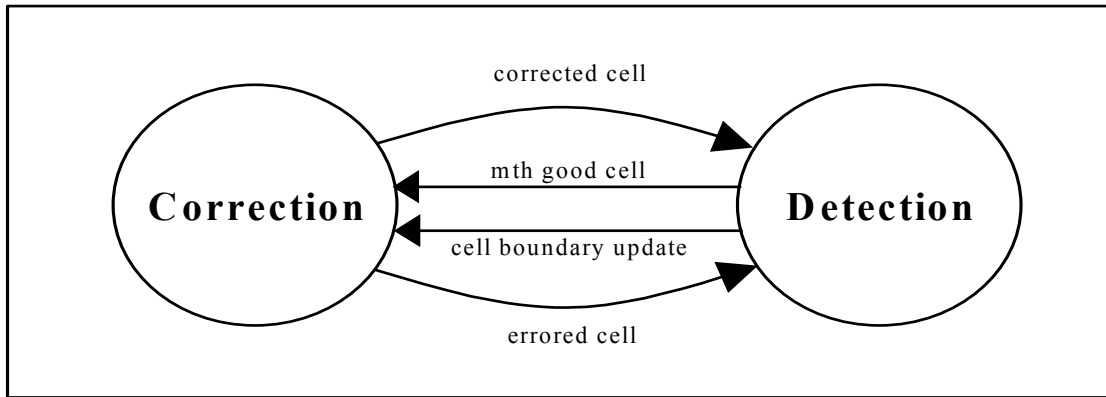 corrected cell
mth good cell
Correction
Detection
cell boundary update
errored cell